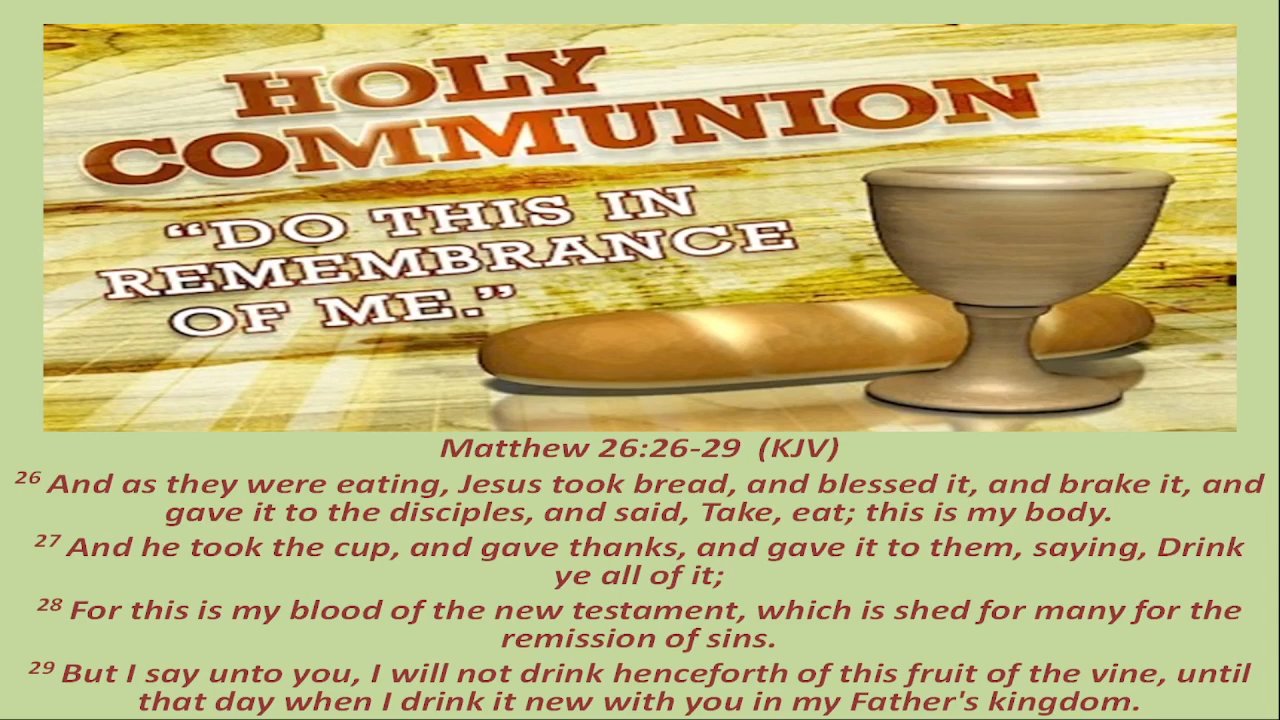 HOLY
COMMUNION
“DO THIS IN
REMEMBRANCE
OF ME.”
Matthew 26:26-29 (KJV)
26 And as they were eating, Jesus took bread, and blessed it, and brake it, and
gave it to the disciples, and said, Take, eat; this is my body.
27 And he took the cup, and gave thanks, and gave it to them, saying, Drink
ye all of it;
28 For this is my blood of the new testament, which is shed for many for the
remission of sins.
29 But I say unto you, I will not drink henceforth of this fruit of the vine, until
that day when I drink it new with you in my Father's kingdom.